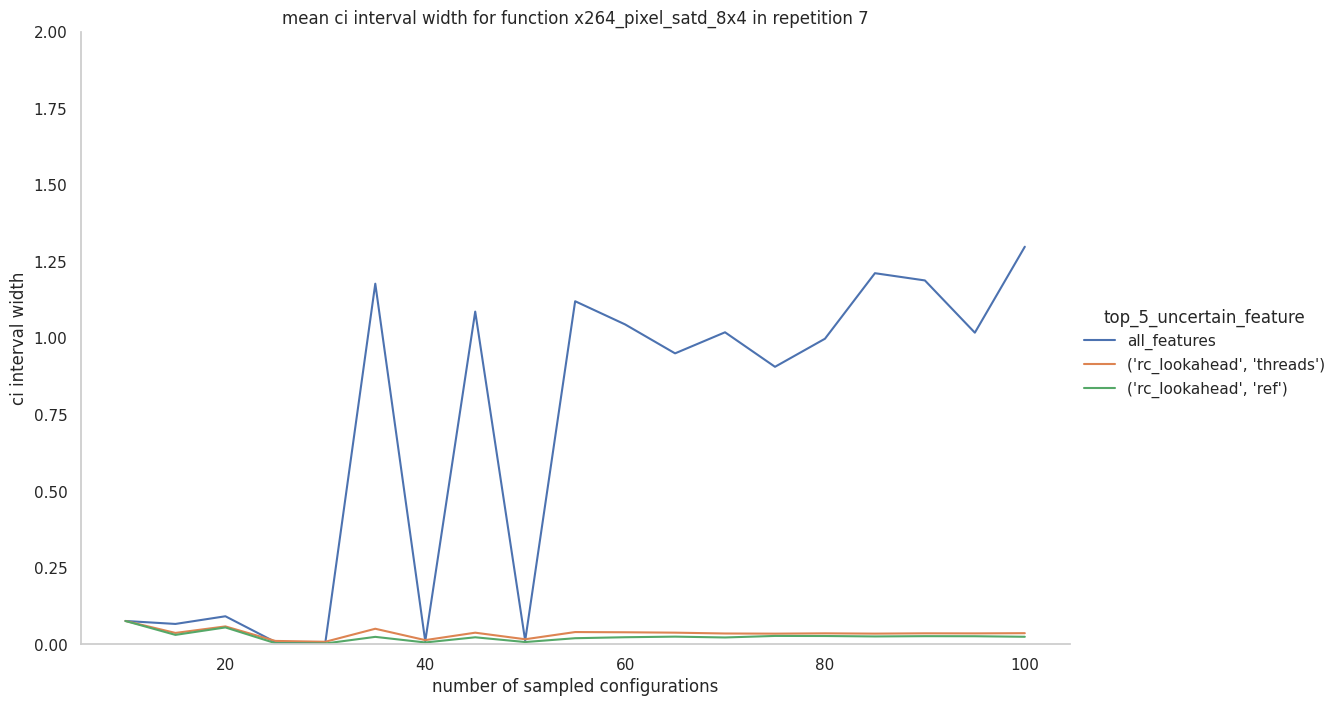 mean ci interval width for function x264_pixel_satd_8x4 in repetition 7
2.00
1.75
1.50
1.25
1.00
0.75
0.50
0.25
0.00
ci interval width
20
40
60
80
100
number of sampled configurations
top_5_uncertain_feature
all_features
('rc_lookahead', 'threads')
('rc_lookahead', 'ref')